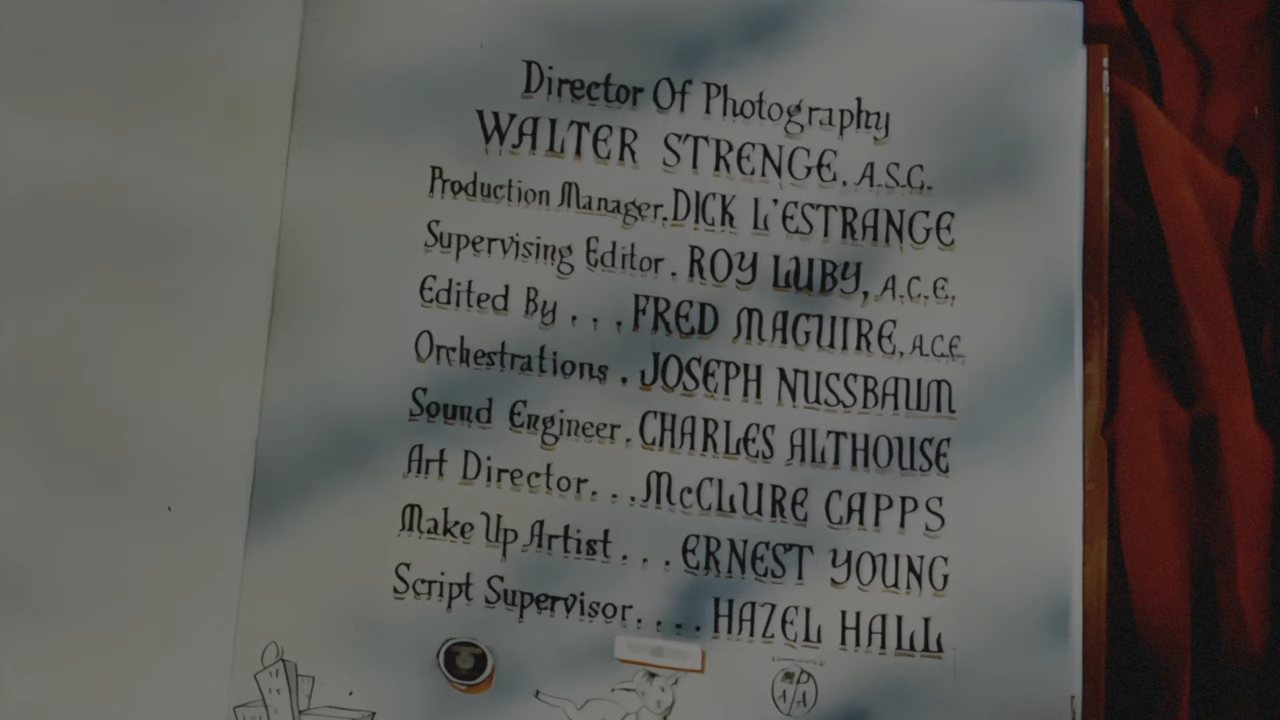 Director Of Photography
WALTER STRENGE. A.S.C.
Production Manager. DICK L'ESTRANGE
Supervising Editor . ROY LUBY, A.C.E,
Edited By . . . FRED MAGUIRE, A.C.E.
Orchestrations . JOSEPH NUSSBAUM
Sound Engineer . CHARLES ALTHOUSE
Art Director. . . McCLURE CAPPS
Make Up Artist . . . ERNEST YOUNG
Script Supervisor. . . . HAZEL HALL